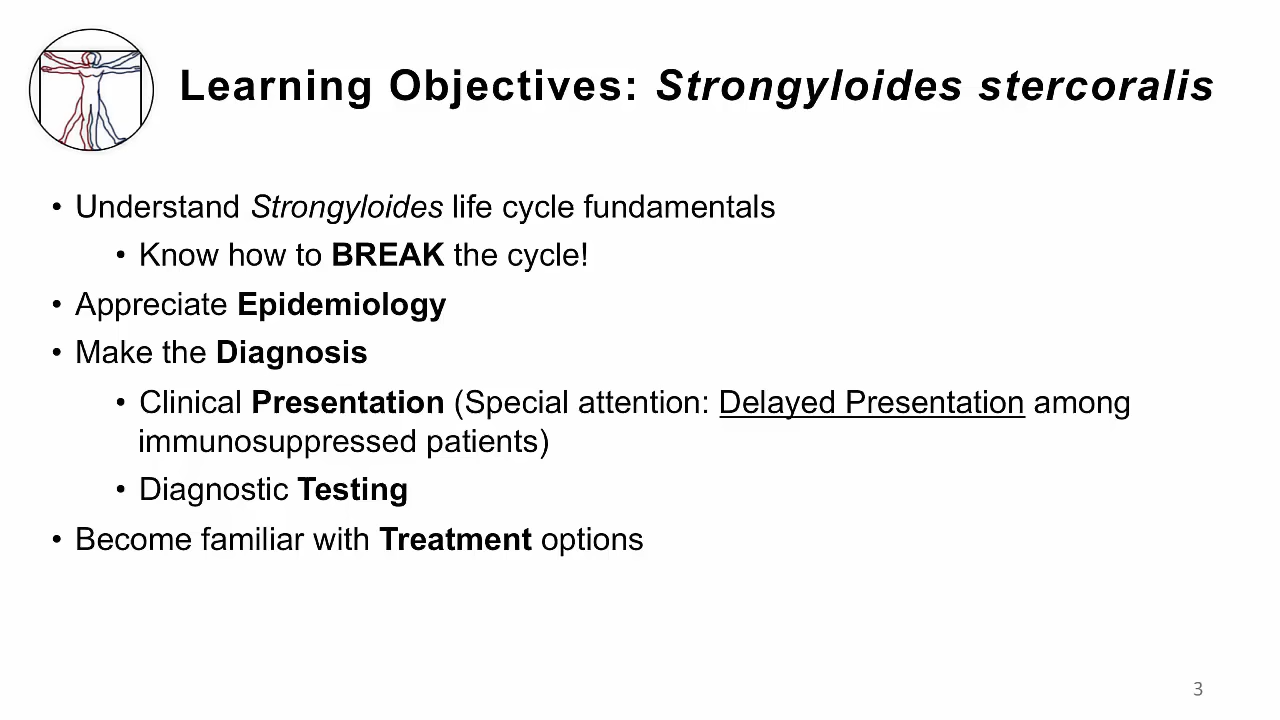 Learning Objectives: Strongyloides stercoralis
• Understand Strongyloides life cycle fundamentals
• Know how to BREAK the cycle!
• Appreciate Epidemiology
• Make the Diagnosis
• Clinical Presentation (Special attention: Delayed Presentation among
immunosuppressed patients)
• Diagnostic Testing
• Become familiar with Treatment options
3